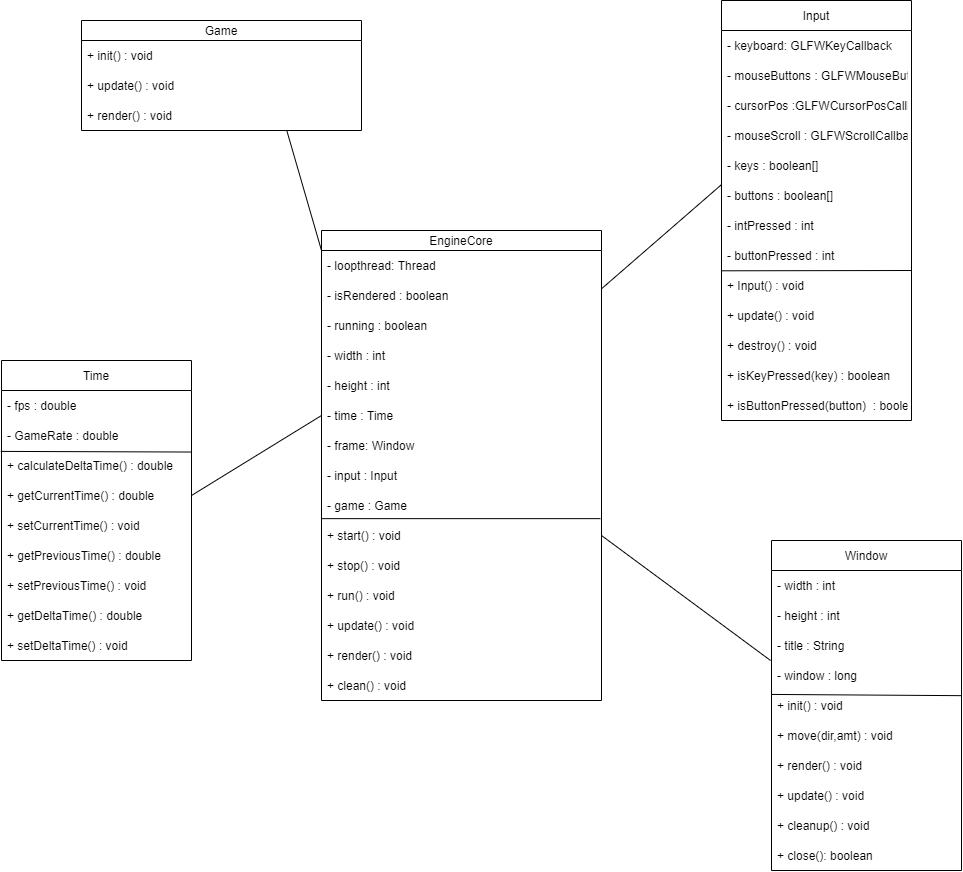 Game
+ init() : void
+ update() : void
+ render() : void
Input
- keyboard: GLFWKeyCallback
- mouseButtons : GLFWMouseBut
- cursorPos :GLFWCursorPosCall
- mouseScroll : GLFWScrollCallba
- keys : boolean[]
- buttons : boolean[]
- intPressed : int
- buttonPressed : int
+ Input() : void
+ update() : void
+ destroy() : void
+ isKeyPressed(key) : boolean
+ isButtonPressed(button) : boole
EngineCore
- loopthread: Thread
- isRendered : boolean
- running : boolean
- width : int
- height : int
- time : Time
- frame: Window
- input : Input
- game : Game
+ start() : void
+ stop() : void
+ run() : void
+ update() : void
+ render() : void
+ clean() : void
Time
- fps : double
- GameRate : double
+ calculateDeltaTime() : double
+ getCurrentTime() : double
+ setCurrentTime() : void
+ getPreviousTime() : double
+ setPreviousTime() : void
+ getDeltaTime() : double
+ setDeltaTime() : void
Window
- width : int
- height : int
- title : String
- window : long
+ init() : void
+ move(dir,amt) : void
+ render() : void
+ update() : void
+ cleanup() : void
+ close(): boolean